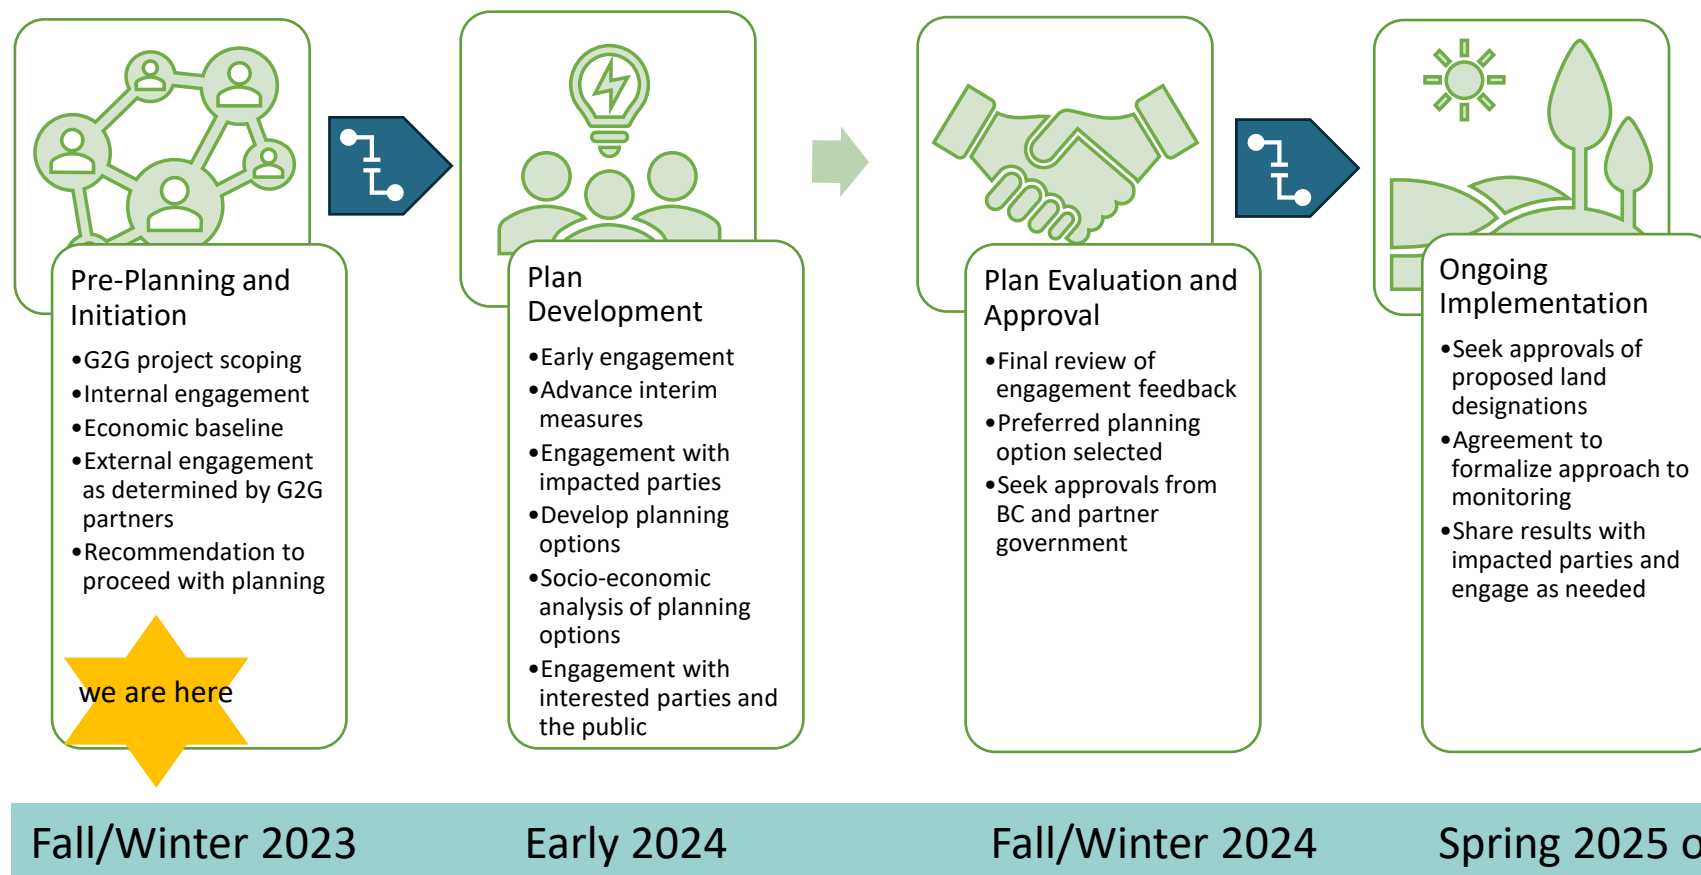 Pre-Planning and
Initiation
•G2G project scoping
•Internal engagement
•Economic baseline
•External engagement
as determined by G2G
partners
•Recommendation to
proceed with planning
we are here
Plan
Development
•Early engagement
•Advance interim
measures
•Engagement with
impacted parties
•Develop planning
options
•Socio-economic
analysis of planning
options
•Engagement with
interested parties and
the public
Plan Evaluation and
Approval
•Final review of
engagement feedback
•Preferred planning
option selected
•Seek approvals from
BC and partner
government
Ongoing
Implementation
•Seek approvals of
proposed land
designations
•Agreement to
formalize approach to
monitoring
•Share results with
impacted parties and
engage as needed
Fall/Winter 2023
Early 2024
Fall/Winter 2024
Spring 2025